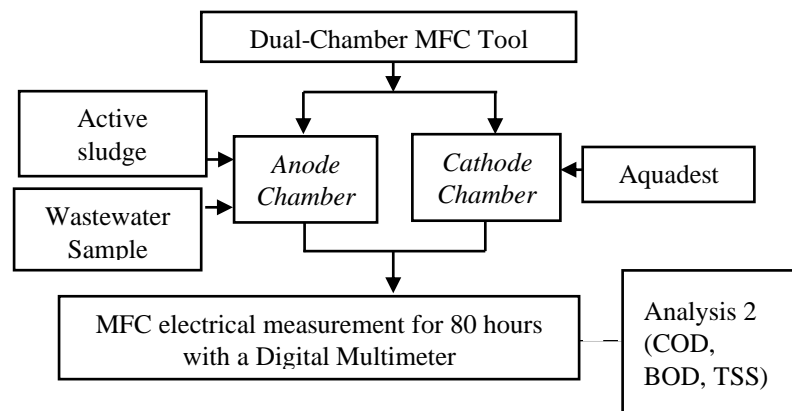 Dual-Chamber MFC Tool
Active
sludge
Anode
Chamber
Cathode
Chamber
Aquadest
Wastewater
Sample
MFC electrical measurement for 80 hours
with a Digital Multimeter
Analysis 2
(COD,
BOD, TSS)